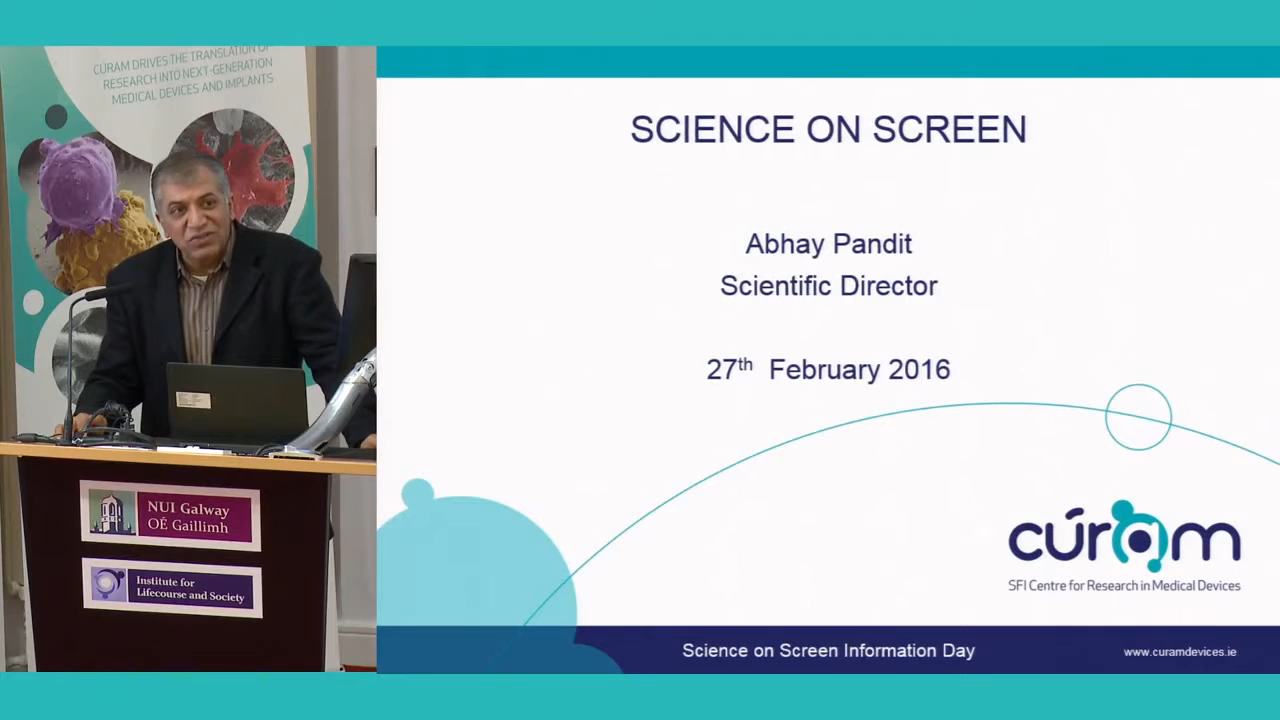 CÚRAM DRIVES THE TRANSLATION OF
RESEARCH INTO NEXT-GENERATION
MEDICAL DEVICES AND IMPLANTS
NUI Galway
OÉ Gaillimh
Institute for
Lifecourse and Society
SCIENCE ON SCREEN
Abhay Pandit
Scientific Director
27th February 2016
cúram
SFI Centre for Research in Medical Devices
Science on Screen Information Day
www.curamdevices.ie